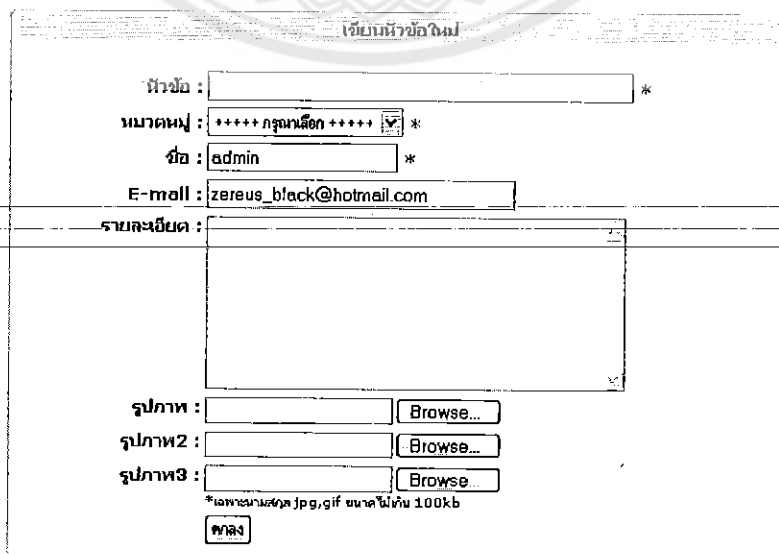 เขียนหัวข้อใหม่
หัวข้อ : *
หมวดหมู่ : +++++ กรุณาเลือก +++++ *
ชื่อ : admin *
E-mail : zereus_black@hotmail.com
รายละเอียด :
รูปภาพ : Browse...
รูปภาพ2 : Browse...
รูปภาพ3 : Browse...
*เฉพาะนามสกุล jpg,gif ขนาดไม่เกิน 100kb
ตกลง